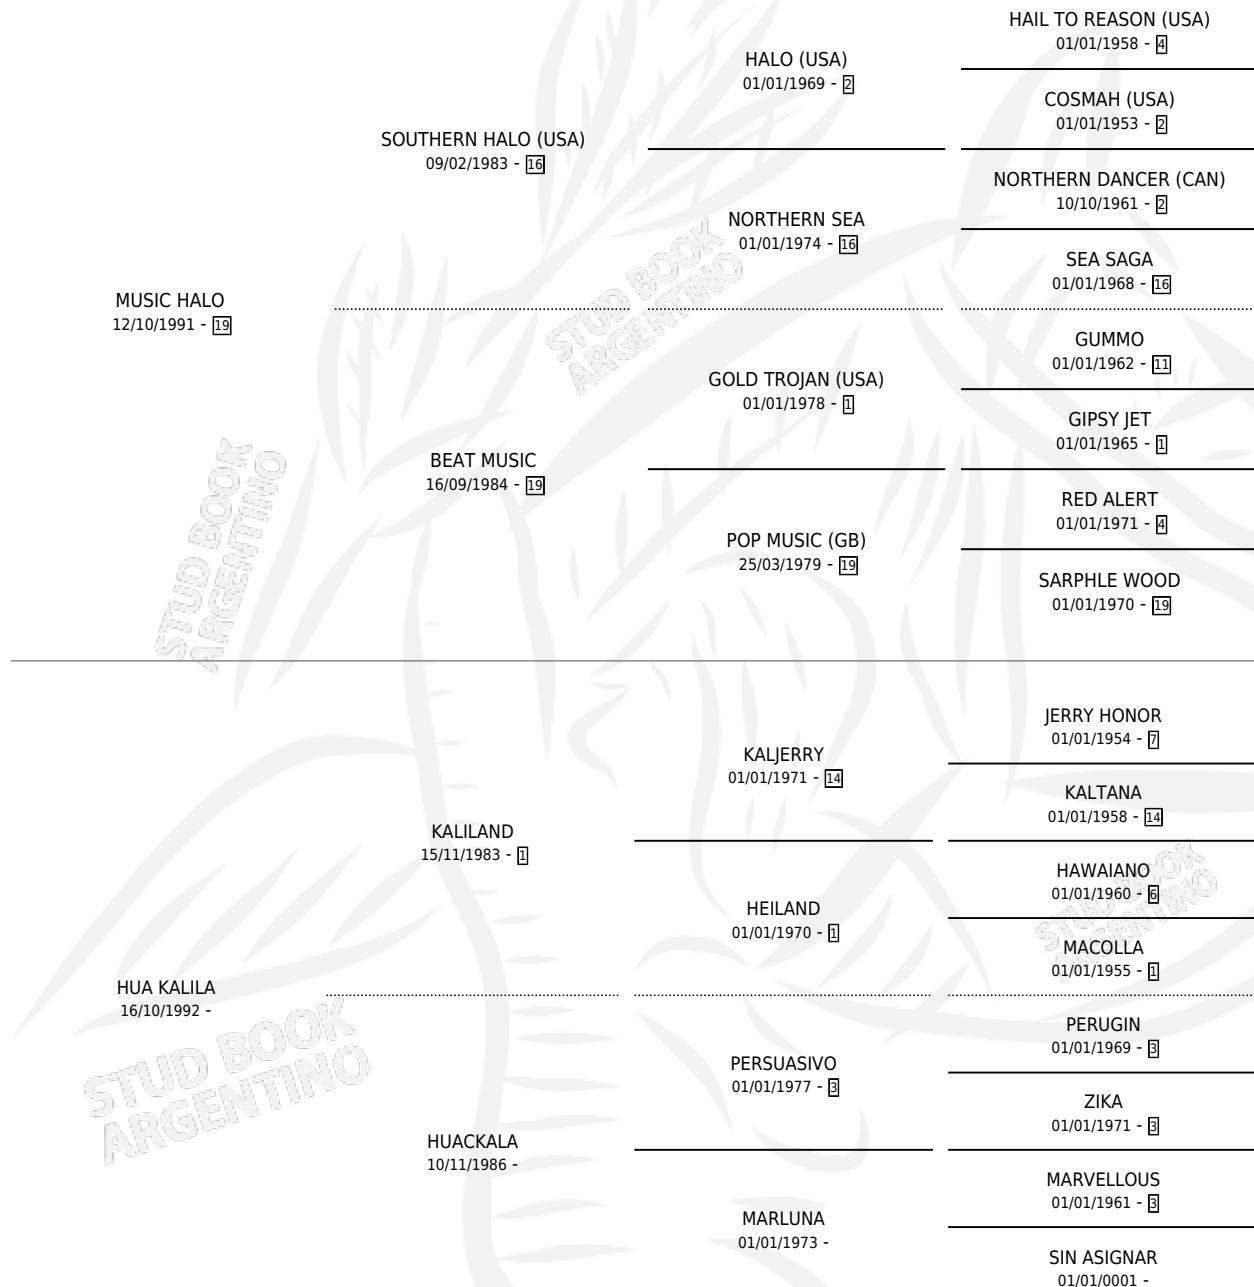 HAIL TO REASON (USA)
01/01/1958 - 4
HALO (USA)
01/01/1969 - 2
COSMAH (USA)
01/01/1953 - 2
SOUTHERN HALO (USA)
09/02/1983 - 16
NORTHERN DANCER (CAN)
10/10/1961 - 2
NORTHERN SEA
01/01/1974 - 16
SEA SAGA
01/01/1968 - 16
MUSIC HALO
12/10/1991 - 19
GUMMO
01/01/1962 - 11
GOLD TROJAN (USA)
01/01/1978 - 1
GIPSY JET
01/01/1965 - 1
BEAT MUSIC
16/09/1984 - 19
RED ALERT
01/01/1971 - 4
POP MUSIC (GB)
25/03/1979 - 19
SARPHLE WOOD
01/01/1970 - 19
JERRY HONOR
01/01/1954 - 7
KALJERRY
01/01/1971 - 14
KALTANA
01/01/1958 - 14
KALILAND
15/11/1983 - 1
HAWAIANO
01/01/1960 - 6
HEILAND
01/01/1970 - 1
MACOLLA
01/01/1955 - 1
HUA KALILA
16/10/1992 -
PERUGIN
01/01/1969 - 3
PERSUASIVO
01/01/1977 - 3
ZIKA
01/01/1971 - 3
HUACKALA
10/11/1986 -
MARVELLOUS
01/01/1961 - 3
MARLUNA
01/01/1973 -
SIN ASIGNAR
01/01/0001 -
STUD BOOK
ARGENTINO
STUD BOOK
ARGENTINO
STUD BOOK
ARGENTINO
STUD BOOK
ARGENTINO